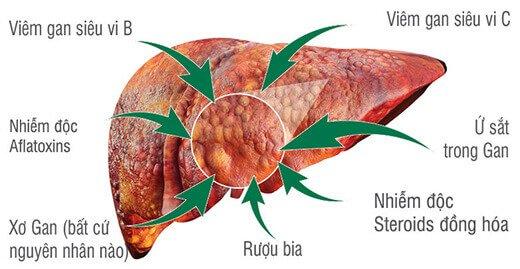 Viêm gan siêu vi B
Viêm gan siêu vi C
Nhiễm độc
Aflatoxins
Ứ sắt
trong Gan
Xơ Gan (bất cứ
nguyên nhân nào)
Rượu bia
Nhiễm độc
Steroids đồng hóa